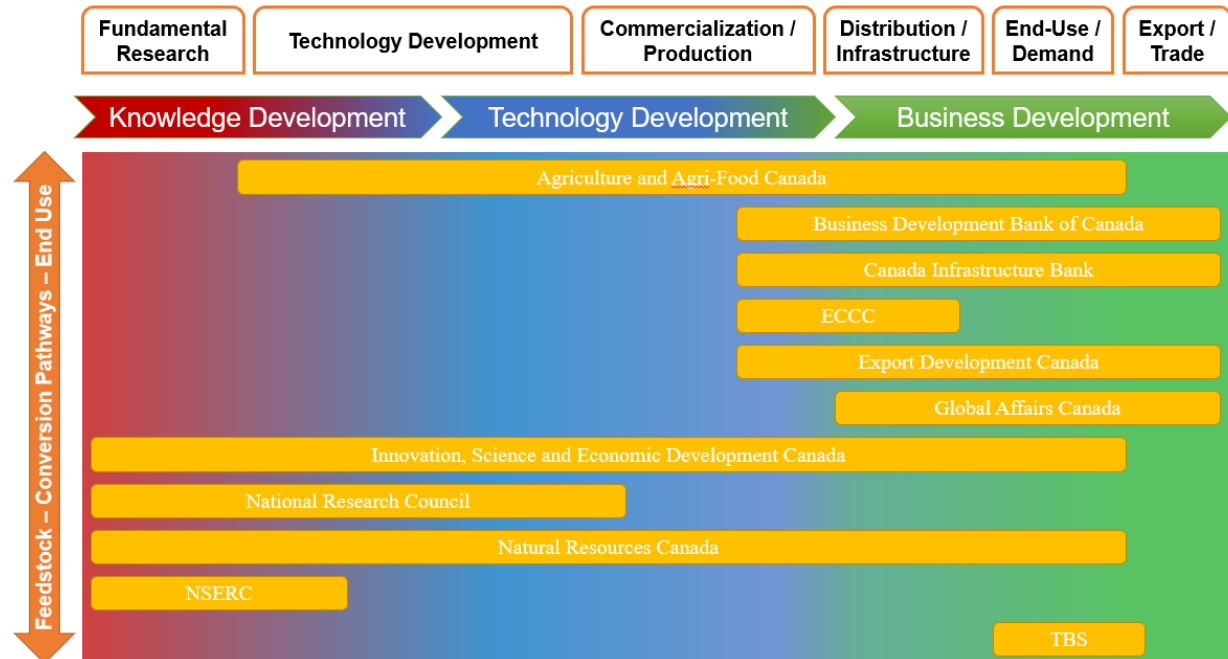 Fundamental
Research
Technology Development
Commercialization /
Production
Distribution /
Infrastructure
End-Use /
Demand
Export /
Trade
Knowledge Development
Technology Development
Business Development
Feedstock – Conversion Pathways – End Use
Agriculture and Agri-Food Canada
Business Development Bank of Canada
Canada Infrastructure Bank
ECCC
Export Development Canada
Global Affairs Canada
Innovation, Science and Economic Development Canada
National Research Council
Natural Resources Canada
NSERC
TBS